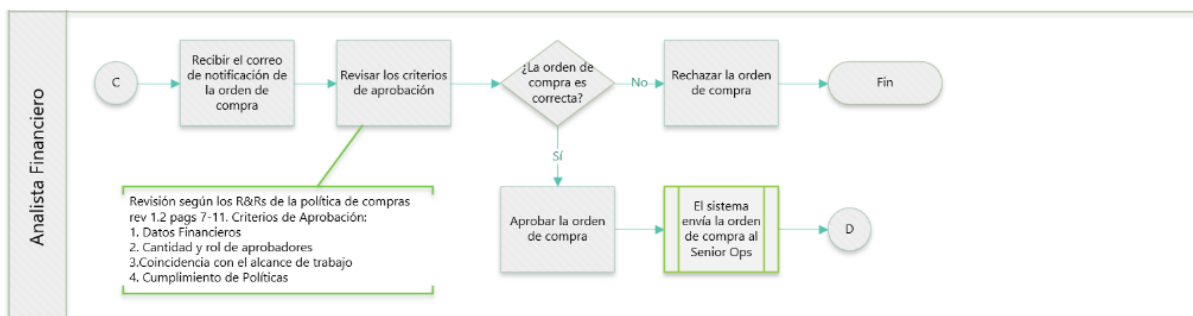 Analista Financiero
C
Recibir el correo
de notificación de
la orden de
compra
Revisar los criterios
de aprobación
¿La orden de
compra es
correcta?
No
Rechazar la orden
de compra
Fin
Sí
Revisión según los R&Rs de la política de compras
rev 1.2 pags 7-11. Criterios de Aprobación:
1. Datos Financieros
2. Cantidad y rol de aprobadores
3.Coincidencia con el alcance de trabajo
4. Cumplimiento de Políticas
Aprobar la orden
de compra
El sistema
envía la orden
de compra al
Senior Ops
D